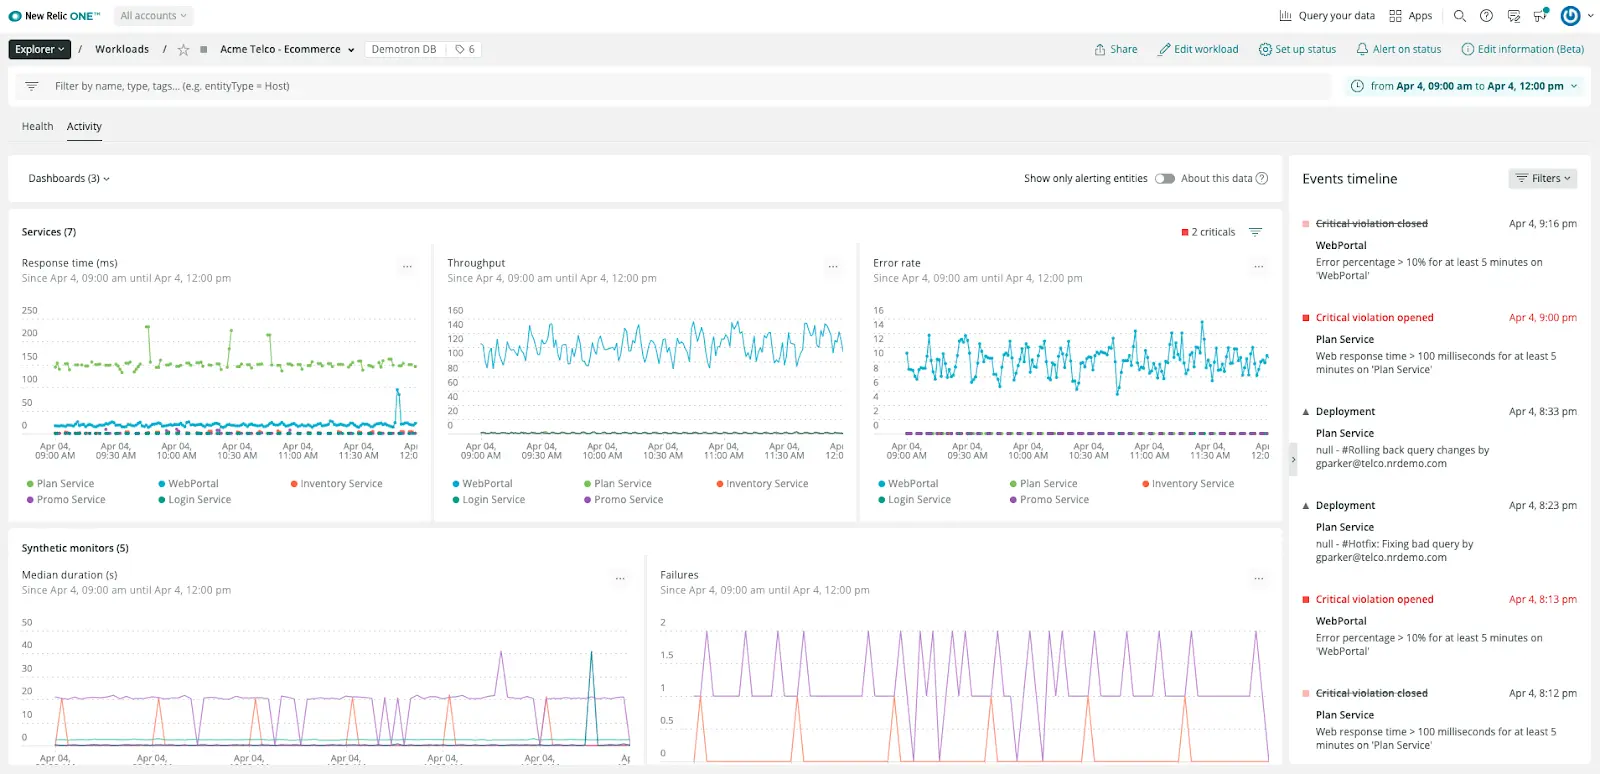 New Relic ONE™ All accounts Query your data Apps
Explorer / Workloads / Acme Telco - Ecommerce Demotron DB 6 Share Edit workload Set up status Alert on status Edit information (Beta)
Filter by name, type, tags... (e.g. entityType = Host) from Apr 4, 09:00 am to Apr 4, 12:00 pm
Health Activity
Dashboards (3) Show only alerting entities About this data
Services (7) 2 criticals
Response time (ms)
Since Apr 4, 09:00 am until Apr 4, 12:00 pm
250
200
150
100
50
0
Apr 04, Apr 04, Apr 04, Apr 04, Apr 04, Apr 04, Apr
09:00 AM 09:30 AM 10:00 AM 10:30 AM 11:00 AM 11:30 AM 12:0
Plan Service WebPortal Inventory Service
Promo Service Login Service
Throughput
Since Apr 4, 09:00 am until Apr 4, 12:00 pm
160
140
120
100
80
60
40
20
0
Apr 04, Apr 04, Apr 04, Apr 04, Apr 04, Apr 04, Apr
09:00 AM 09:30 AM 10:00 AM 10:30 AM 11:00 AM 11:30 AM 12:0
WebPortal Plan Service Inventory Service
Login Service Promo Service
Error rate
Since Apr 4, 09:00 am until Apr 4, 12:00 pm
16
14
12
10
8
6
4
2
0
Apr 04, Apr 04, Apr 04, Apr 04, Apr 04, Apr 04, Apr
09:00 AM 09:30 AM 10:00 AM 10:30 AM 11:00 AM 11:30 AM 12:0
WebPortal Plan Service Inventory Service
Login Service Promo Service
Synthetic monitors (5)
Median duration (s)
Since Apr 4, 09:00 am until Apr 4, 12:00 pm
50
40
30
20
10
0
Apr 04, Apr 04, Apr 04, Apr 04, Apr 04, Apr 04,
Failures
Since Apr 4, 09:00 am until Apr 4, 12:00 pm
2
1.5
1
0.5
0
Events timeline Filters
Critical violation closed Apr 4, 9:16 pm
WebPortal
Error percentage > 10% for at least 5 minutes on
'WebPortal'
Critical violation opened Apr 4, 9:00 pm
Plan Service
Web response time > 100 milliseconds for at least 5
minutes on 'Plan Service'
Deployment Apr 4, 8:33 pm
Plan Service
null - #Rolling back query changes by
gparker@telco.nrdemo.com
Deployment Apr 4, 8:23 pm
Plan Service
null - #Hotfix: Fixing bad query by
gparker@telco.nrdemo.com
Critical violation opened Apr 4, 8:13 pm
WebPortal
Error percentage > 10% for at least 5 minutes on
'WebPortal'
Critical violation closed Apr 4, 8:12 pm
Plan Service
Web response time > 100 milliseconds for at least 5
minutes on 'Plan Service'